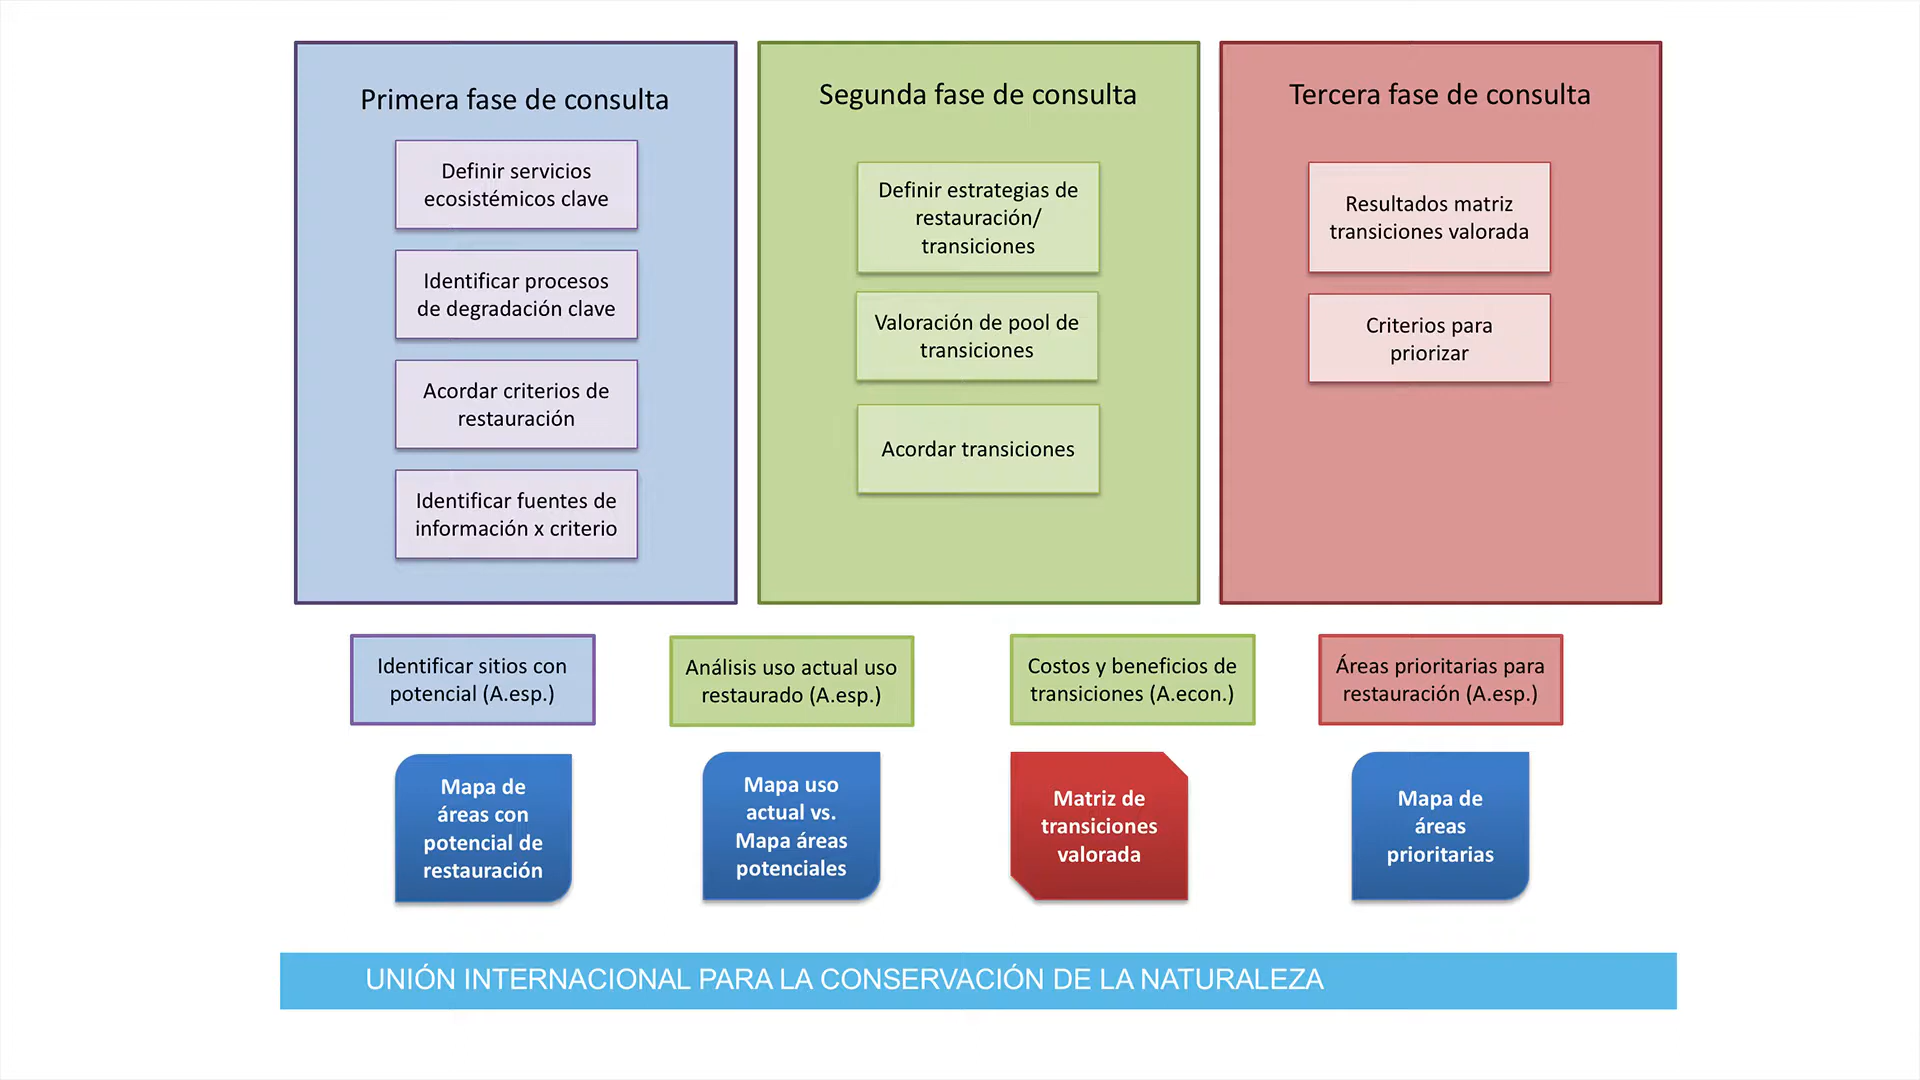 Primera fase de consulta
Definir servicios
ecosistémicos clave
Identificar procesos
de degradación clave
Acordar criterios de
restauración
Identificar fuentes de
información x criterio
Segunda fase de consulta
Definir estrategias de
restauración/
transiciones
Valoración de pool de
transiciones
Acordar transiciones
Tercera fase de consulta
Resultados matriz
transiciones valorada
Criterios para
priorizar
Identificar sitios con
potencial (A.esp.)
Análisis uso actual uso
restaurado (A.esp.)
Costos y beneficios de
transiciones (A.econ.)
Áreas prioritarias para
restauración (A.esp.)
Mapa de
áreas con
potencial de
restauración
Mapa uso
actual vs.
Mapa áreas
potenciales
Matriz de
transiciones
valorada
Mapa de
áreas
prioritarias
UNIÓN INTERNACIONAL PARA LA CONSERVACIÓN DE LA NATURALEZA